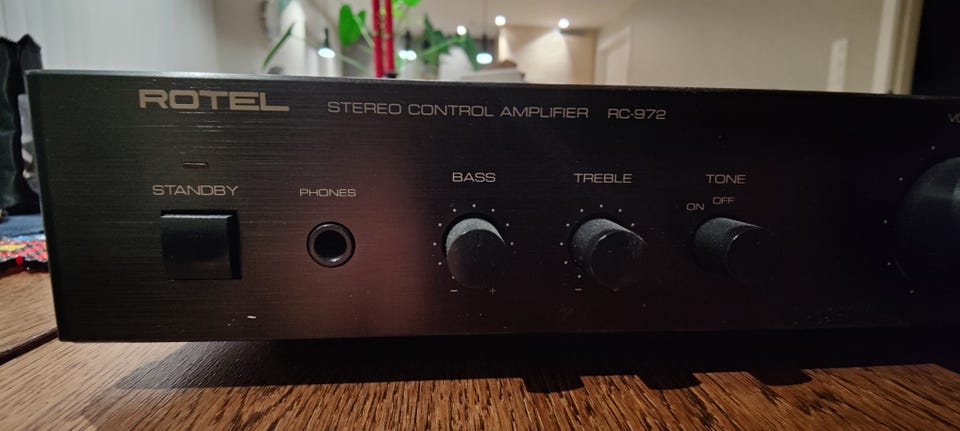 ROTEL
STEREO CONTROL AMPLIFIER RC-972
STANDBY
PHONES
BASS
- +
TREBLE
- +
TONE
ON OFF